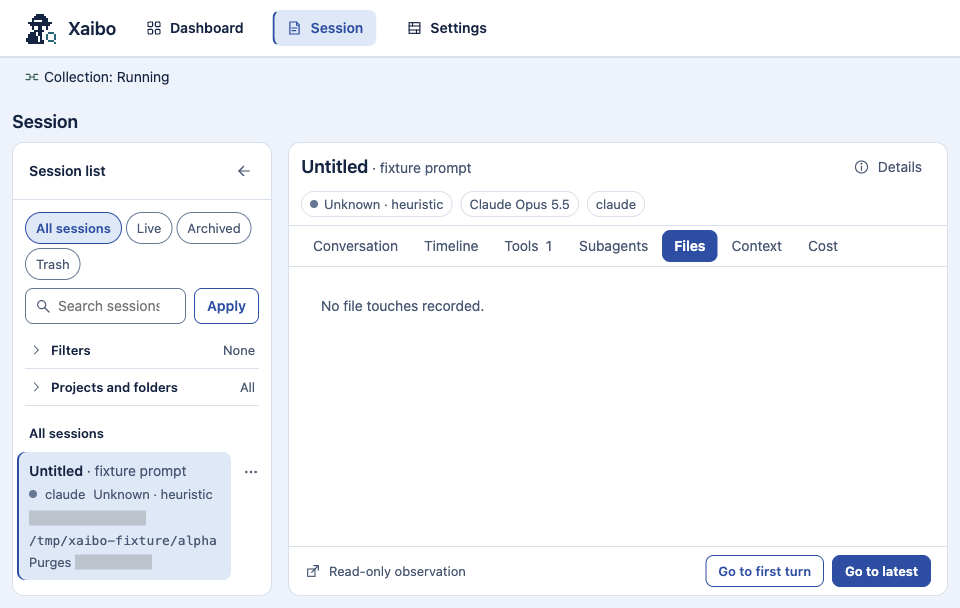 Xaibo Dashboard Session Settings
Collection: Running
Session
Session list
All sessions Live Archived
Trash
Search sessions Apply
Filters None
Projects and folders All
All sessions
Untitled · fixture prompt ...
claude Unknown · heuristic
/tmp/xaibo-fixture/alpha
Purges
Untitled · fixture prompt Details
Unknown · heuristic Claude Opus 5.5 claude
Conversation Timeline Tools 1 Subagents Files Context Cost
No file touches recorded.
Read-only observation Go to first turn Go to latest